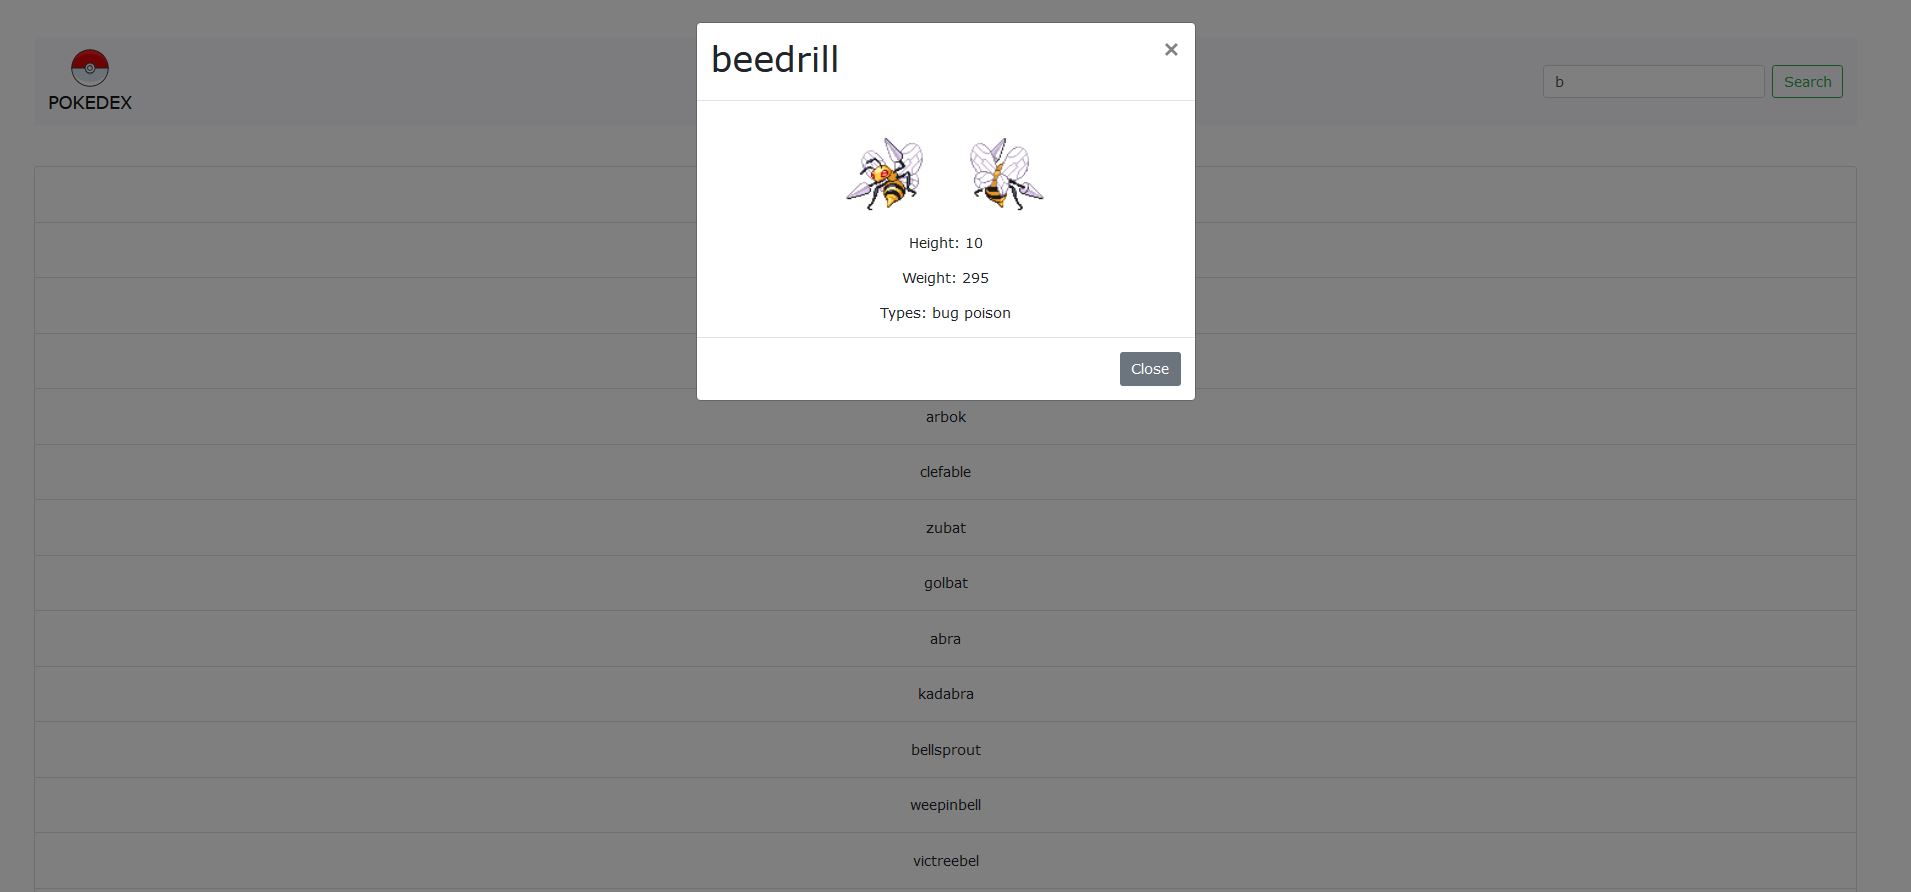 beedrill
×
POKEDEX
b
Search
Height: 10
Weight: 295
Types: bug poison
Close
arbok
clefable
zubat
golbat
abra
kadabra
bellsprout
weepinbell
victreebel